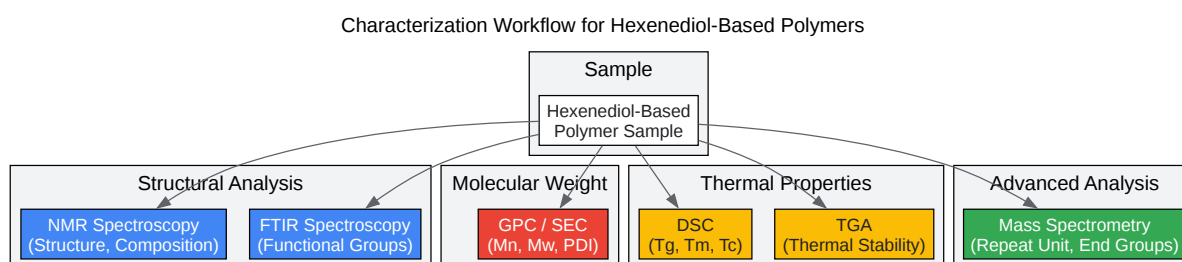 Characterization Workflow for Hexenediol-Based Polymers
Sample
Hexenediol-Based
Polymer Sample
Structural Analysis
NMR Spectroscopy
(Structure, Composition)
FTIR Spectroscopy
(Functional Groups)
Molecular Weight
GPC / SEC
(Mn, Mw, PDI)
Thermal Properties
DSC
(Tg, Tm, Tc)
TGA
(Thermal Stability)
Advanced Analysis
Mass Spectrometry
(Repeat Unit, End Groups)